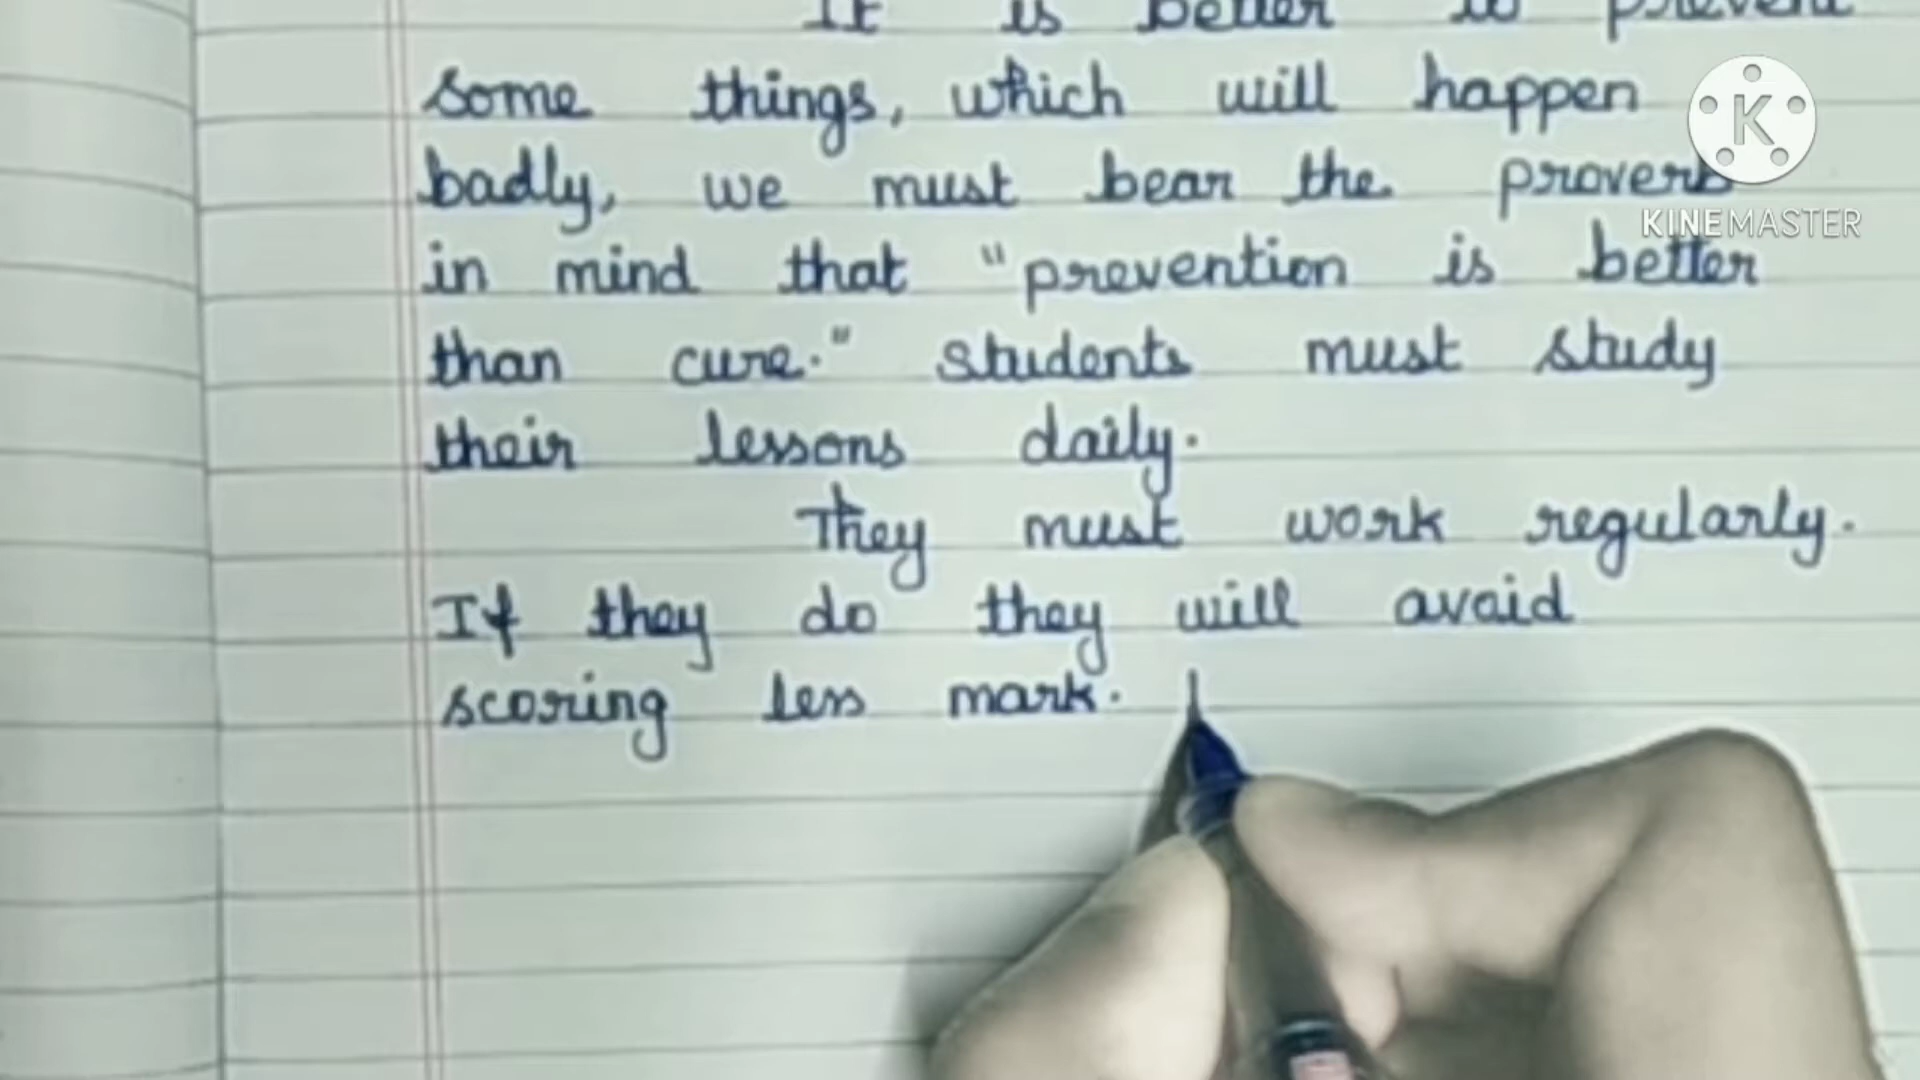 It is better to prevent
some things, which will happen
badly, we must bear the proverb
in mind that "prevention is better
than cure." students must study
their lessons daily.
They must work regularly.
If they do they will avoid
scoring less mark.
K
KINEMASTER